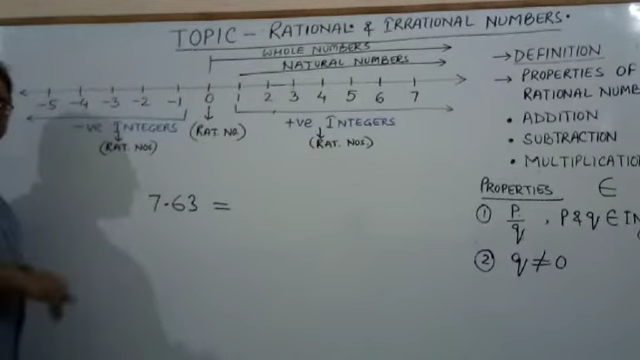 TOPIC - RATIONAL & IRRATIONAL NUMBERS.
WHOLE NUMBERS
NATURAL NUMBERS
-5 -4 -3 -2 -1 0 1 2 3 4 5 6 7
-ve INTEGERS
(RAT. NOS)
(RAT. NO.)
+ve INTEGERS
(RAT. NOS)
7.63 =
→ DEFINITION
→ PROPERTIES OF
RATIONAL NUMB
• ADDITION
• SUBTRACTION
• MULTIPLICATIO
PROPERTIES ∈
① P/q , P & q ∈ IN
② q ≠ 0